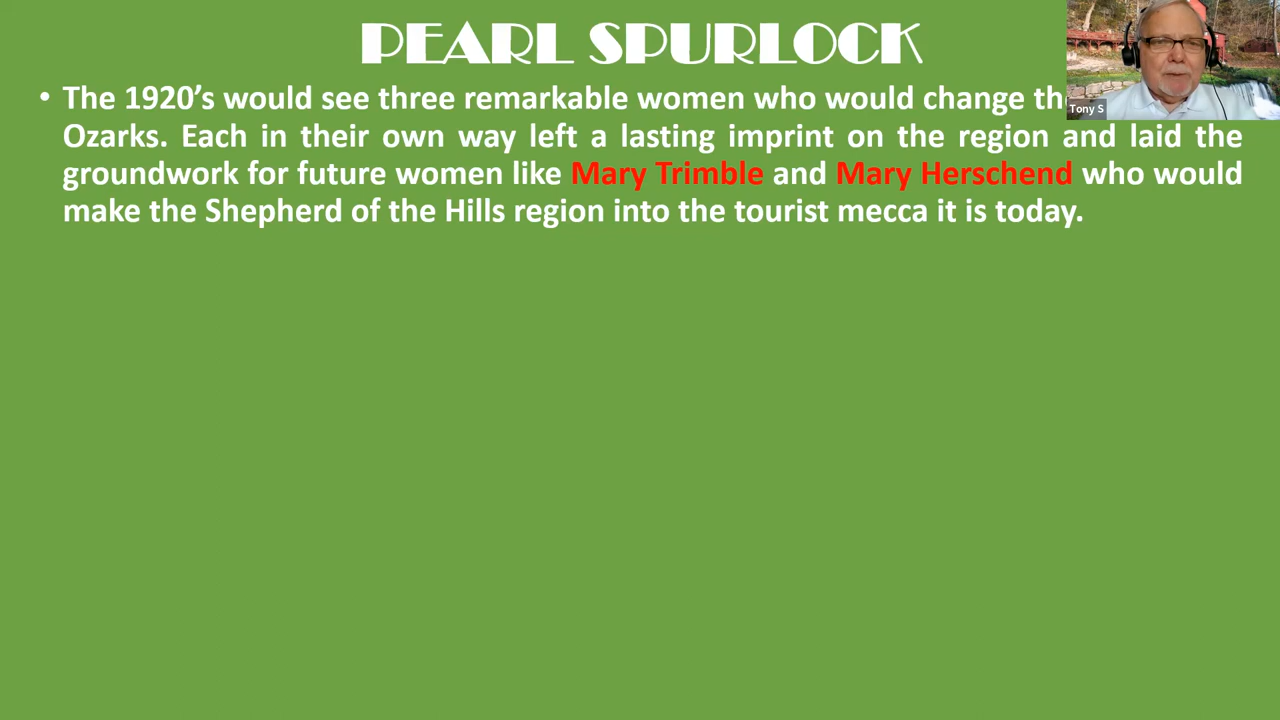 PEARL SPURLOCK
• The 1920’s would see three remarkable women who would change
Ozarks. Each in their own way left a lasting imprint on the region and laid the
groundwork for future women like Mary Trimble and Mary Herschend who would
make the Shepherd of the Hills region into the tourist mecca it is today.
Tony S